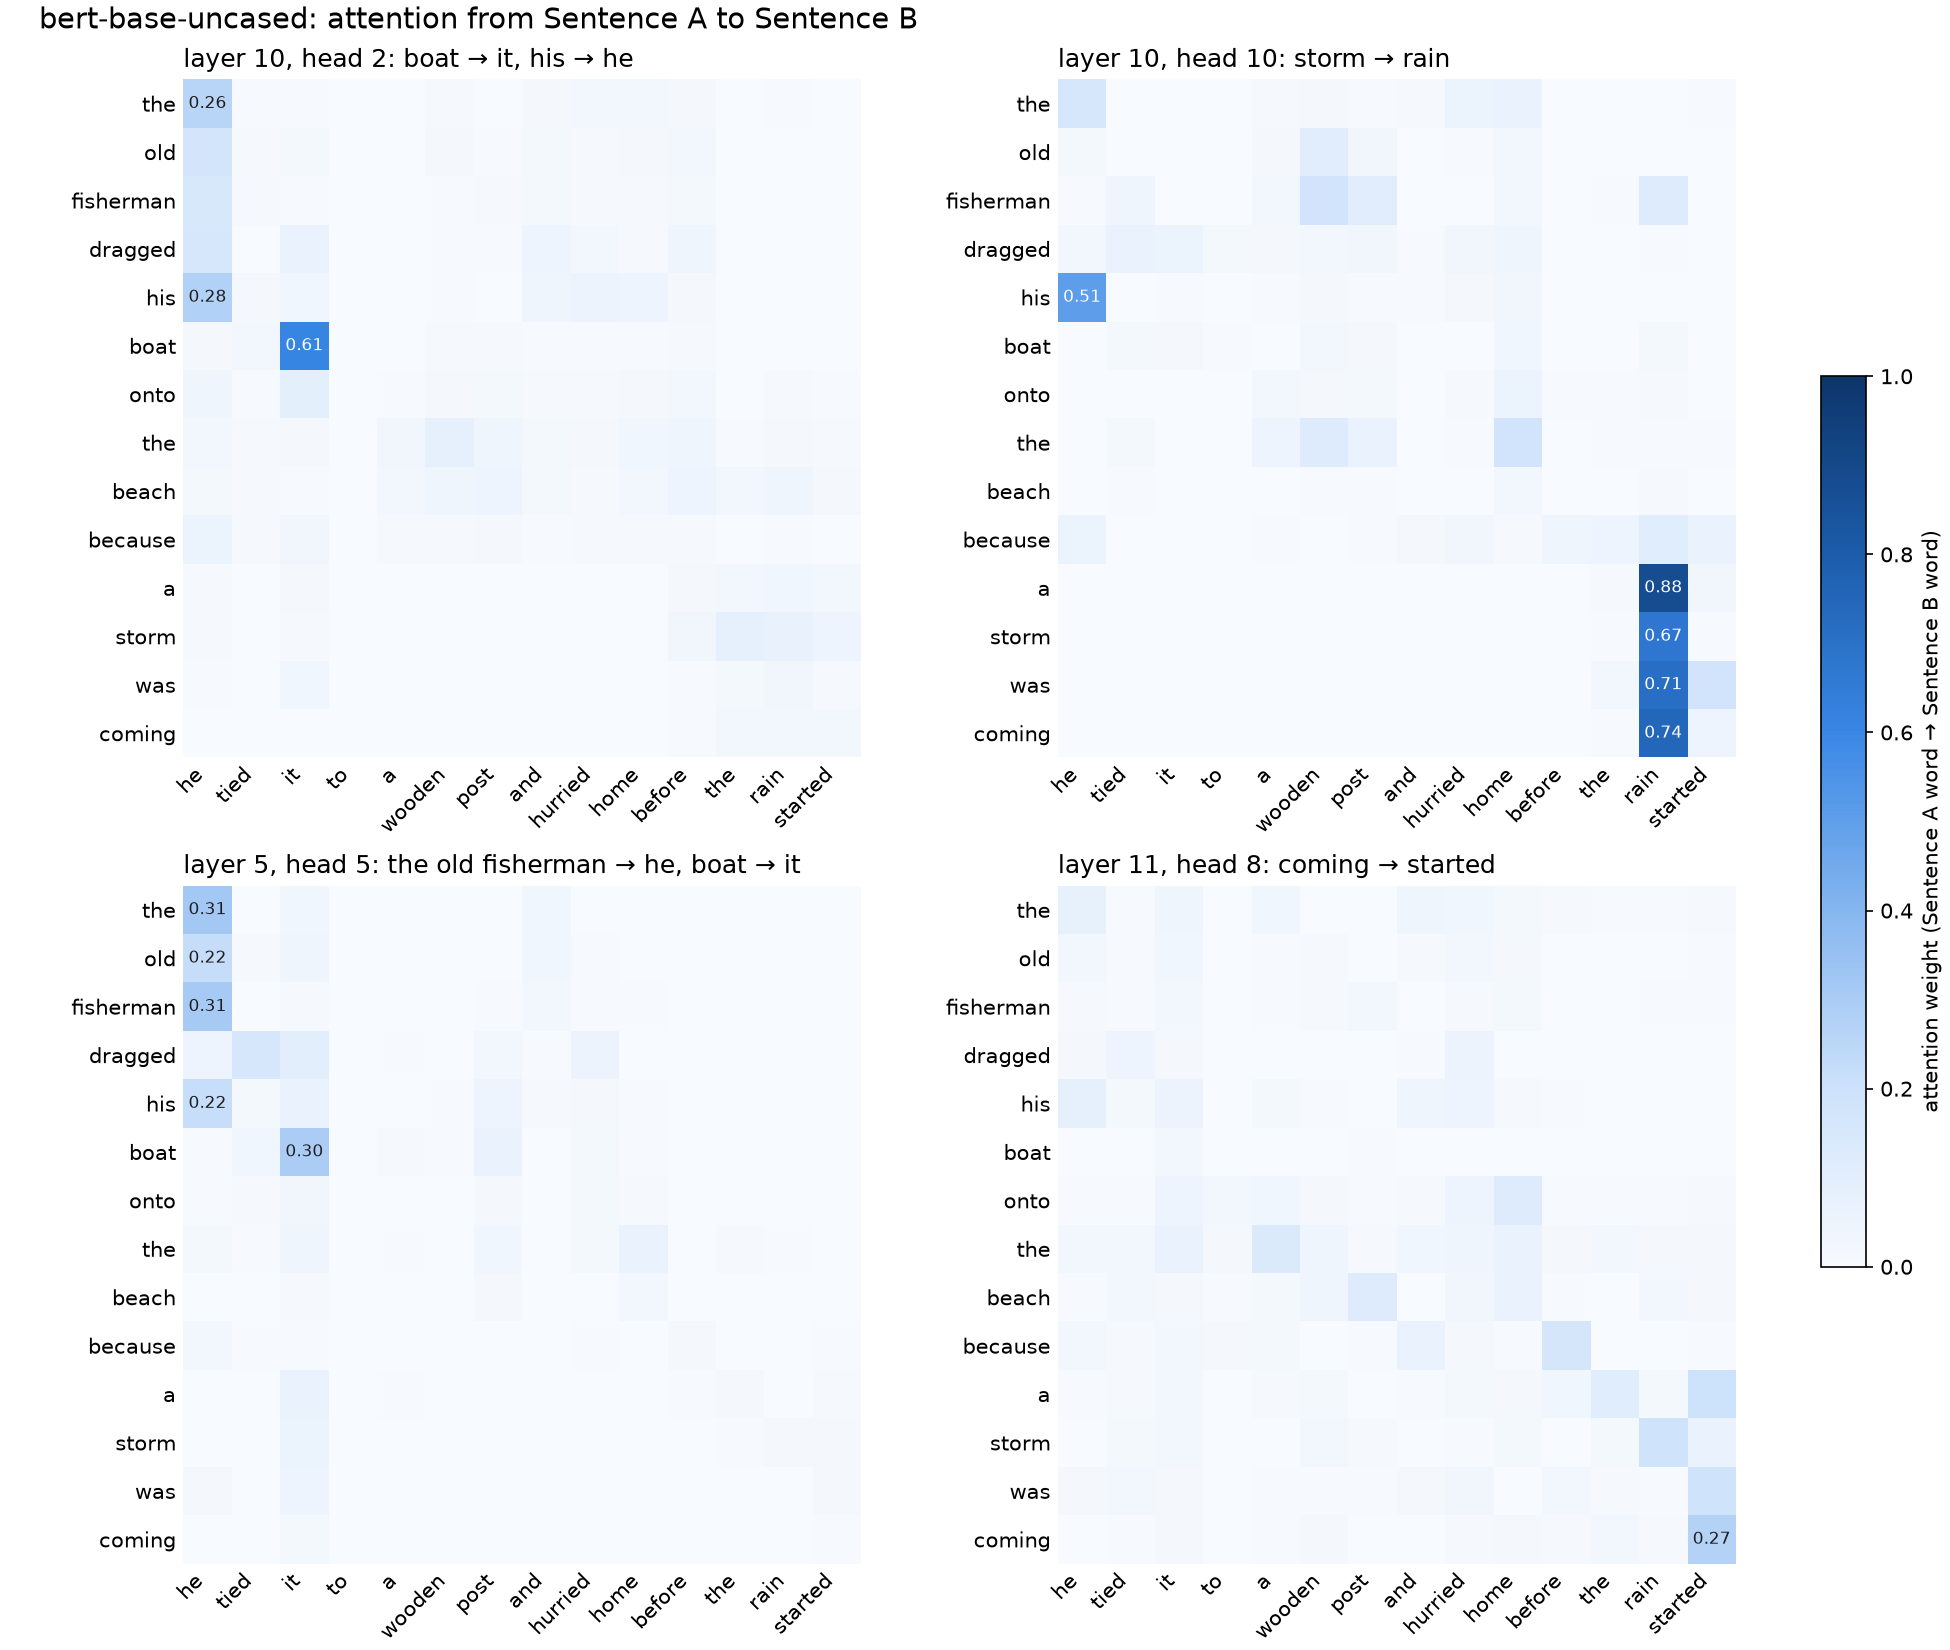 bert-base-uncased: attention from Sentence A to Sentence B
layer 10, head 2: boat → it, his → he
the
old
fisherman
dragged
his
boat
onto
the
beach
because
a
storm
was
coming
0.26
0.28
0.61
he
tied
it
to
a
wooden
post
and
hurried
home
before
the
rain
started
layer 10, head 10: storm → rain
the
old
fisherman
dragged
his
boat
onto
the
beach
because
a
storm
was
coming
0.51
0.88
0.67
0.71
0.74
he
tied
it
to
a
wooden
post
and
hurried
home
before
the
rain
started
layer 5, head 5: the old fisherman → he, boat → it
the
old
fisherman
dragged
his
boat
onto
the
beach
because
a
storm
was
coming
0.31
0.22
0.31
0.22
0.30
he
tied
it
to
a
wooden
post
and
hurried
home
before
the
rain
started
layer 11, head 8: coming → started
the
old
fisherman
dragged
his
boat
onto
the
beach
because
a
storm
was
coming
0.27
he
tied
it
to
a
wooden
post
and
hurried
home
before
the
rain
started
1.0
0.8
0.6
0.4
0.2
0.0
attention weight (Sentence A word → Sentence B word)